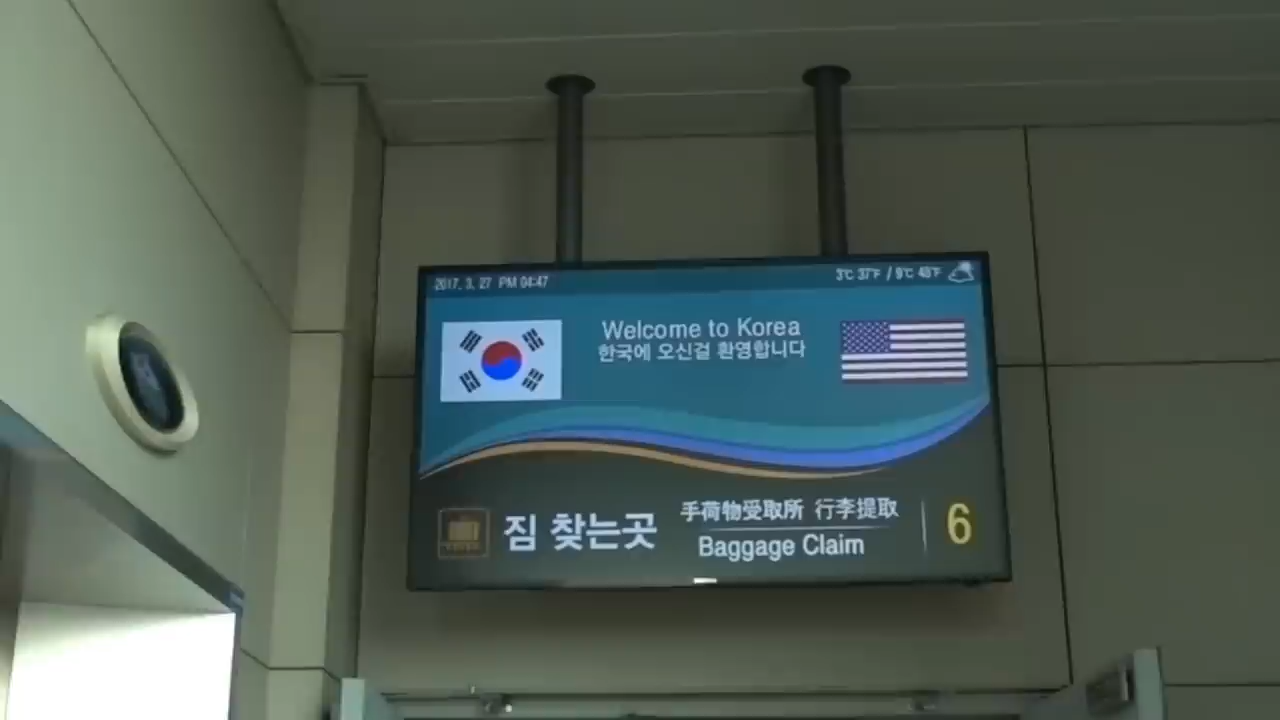 2017. 3. 27 PM 04:47
3℃ 37℉ / 9℃ 48℉
Welcome to Korea
한국에 오신걸 환영합니다
짐 찾는곳
手荷物受取所 行李提取
Baggage Claim
6